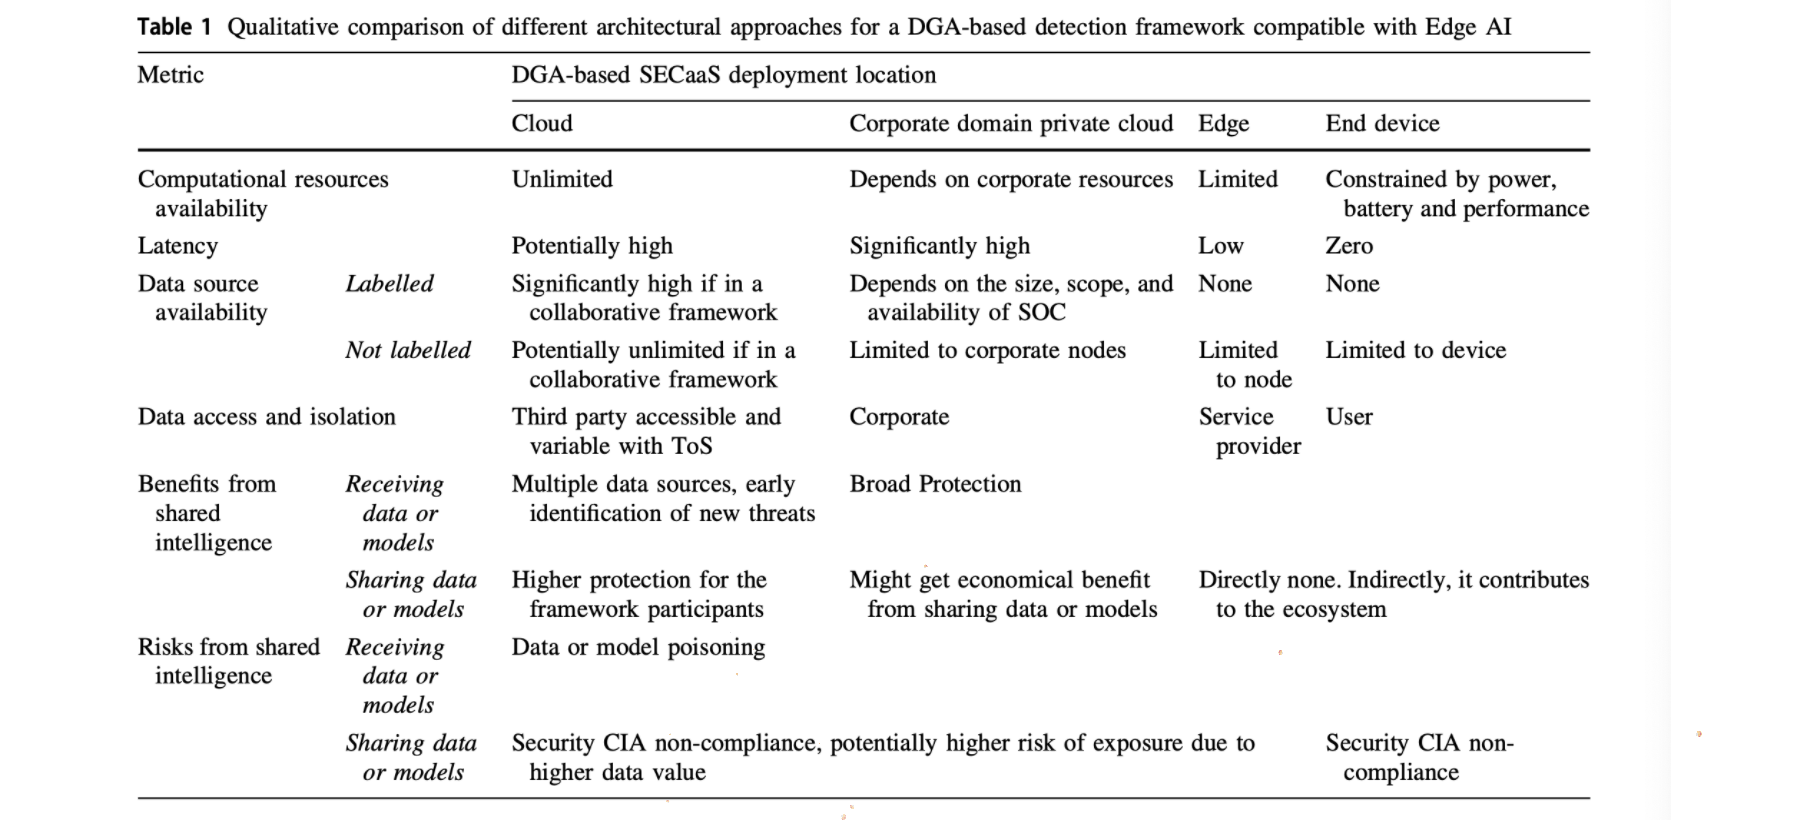 Table 1 Qualitative comparison of different architectural approaches for a DGA-based detection framework compatible with Edge AI
Metric DGA-based SECaaS deployment location
Cloud Corporate domain private cloud Edge End device
Computational resources Unlimited Depends on corporate resources Limited Constrained by power,
availability battery and performance
Latency Potentially high Significantly high Low Zero
Data source Labelled Significantly high if in a Depends on the size, scope, and None None
availability collaborative framework availability of SOC
Not labelled Potentially unlimited if in a Limited to corporate nodes Limited Limited to device
collaborative framework to node
Data access and isolation Third party accessible and Corporate Service User
variable with ToS provider
Benefits from Receiving Multiple data sources, early Broad Protection
shared data or identification of new threats
intelligence models
Sharing data Higher protection for the Might get economical benefit Directly none. Indirectly, it contributes
or models framework participants from sharing data or models to the ecosystem
Risks from shared Receiving Data or model poisoning
intelligence data or
models
Sharing data Security CIA non-compliance, potentially higher risk of exposure due to Security CIA non-
or models higher data value compliance